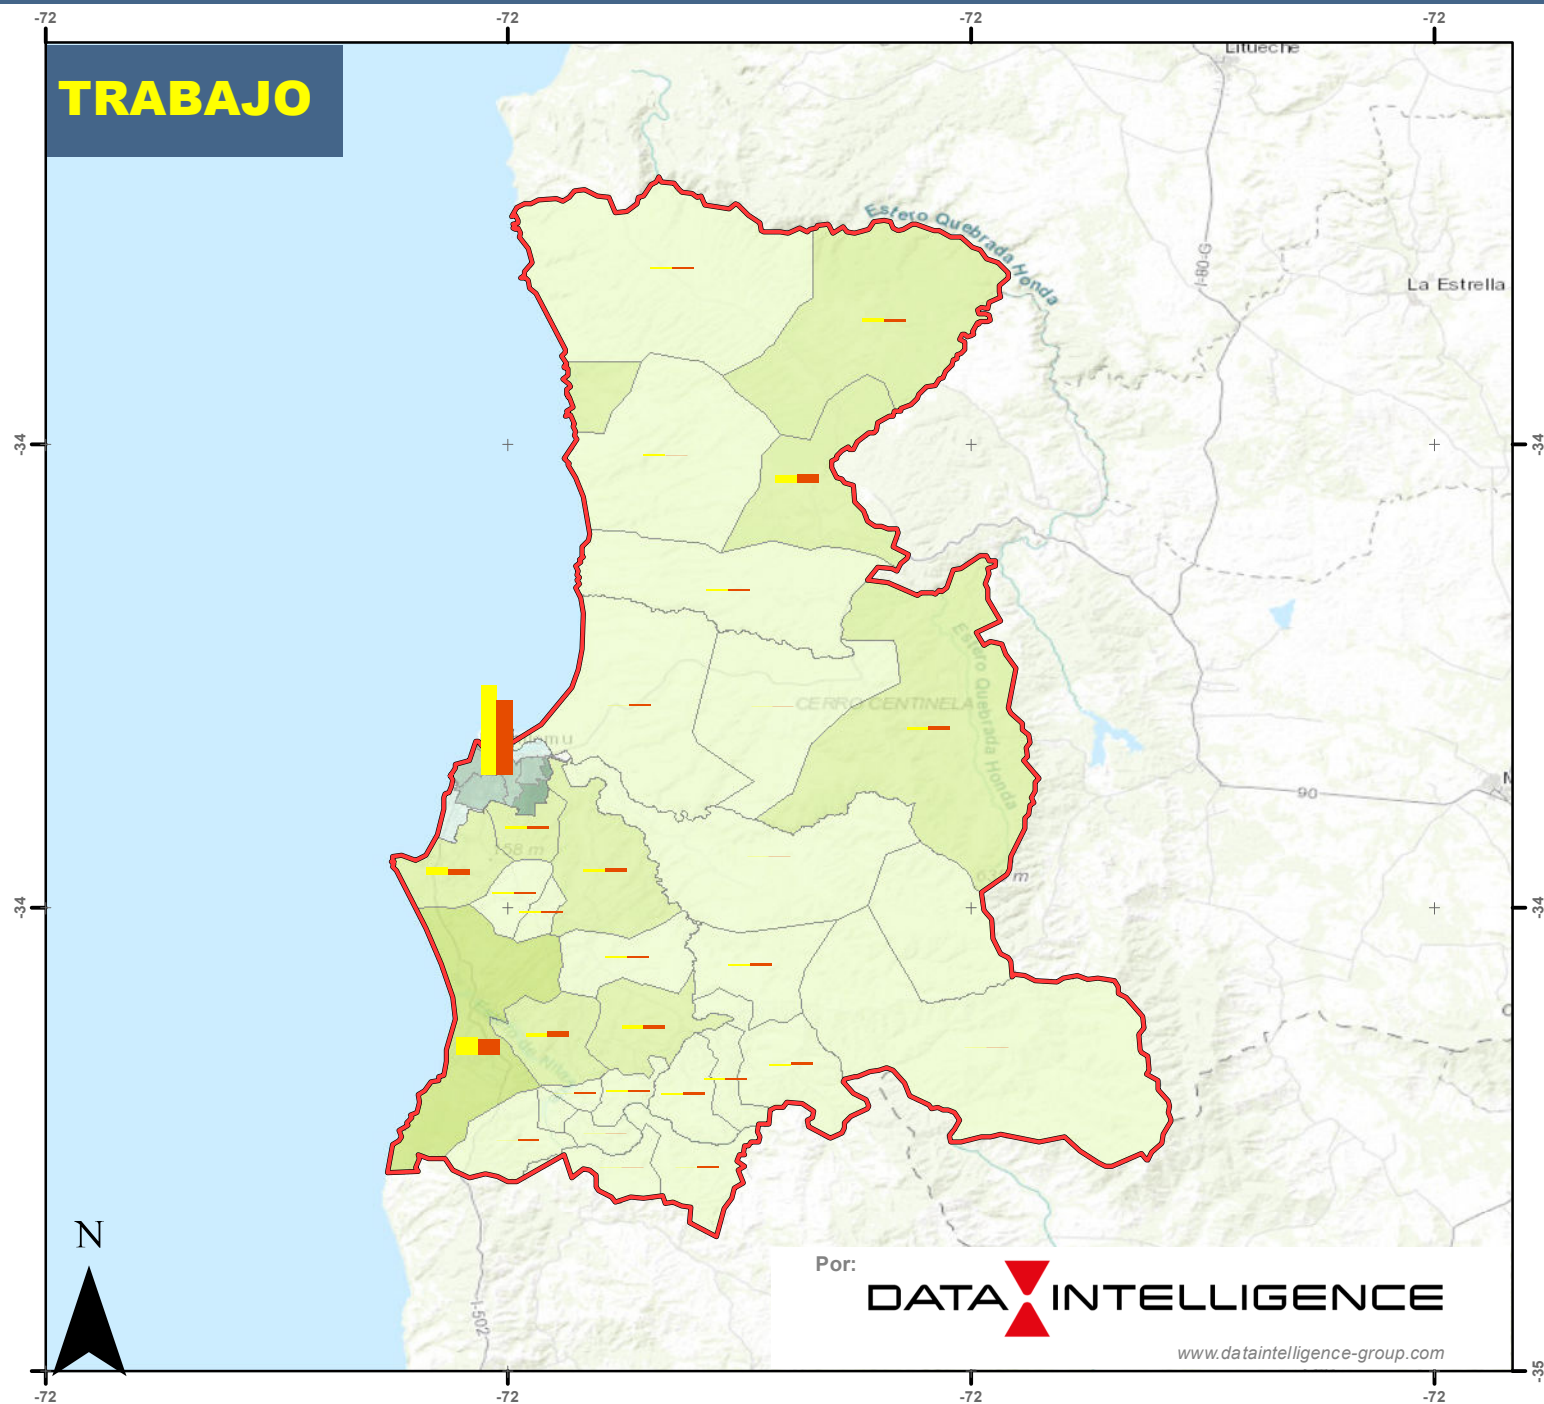 -72 -72 -72 -72
TRABAJO
Litueche
Estero Quebrada Honda
I-80-G
La Estrella
-34 -34
CERRO CENTINELA
Estero Quebrada Honda
90
158 m
-34 -34
I-502
N
Por:
DATA INTELLIGENCE
www.dataintelligence-group.com
-35
-72 -72 -72 -72